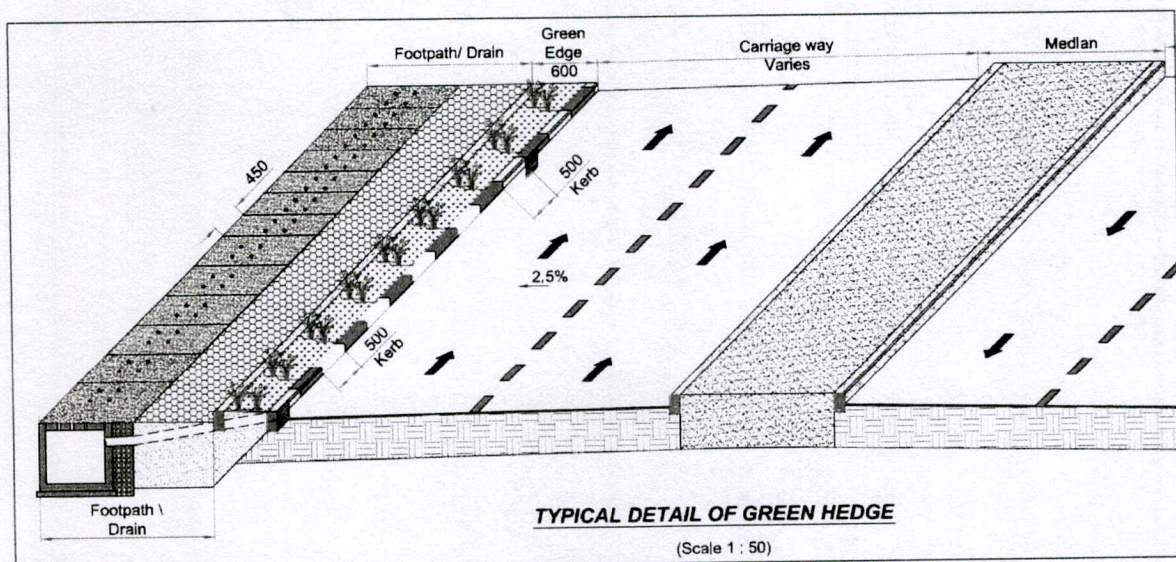 Footpath/ Drain
Green
Edge
600
Carriage way
Varies
Median
450
500
Kerb
2.5%
500
Kerb
Footpath \
Drain
TYPICAL DETAIL OF GREEN HEDGE
(Scale 1 : 50)